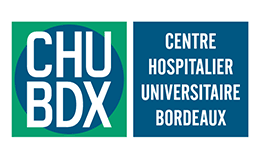 CHU
BDX
CENTRE
HOSPITALIER
UNIVERSITAIRE
BORDEAUX